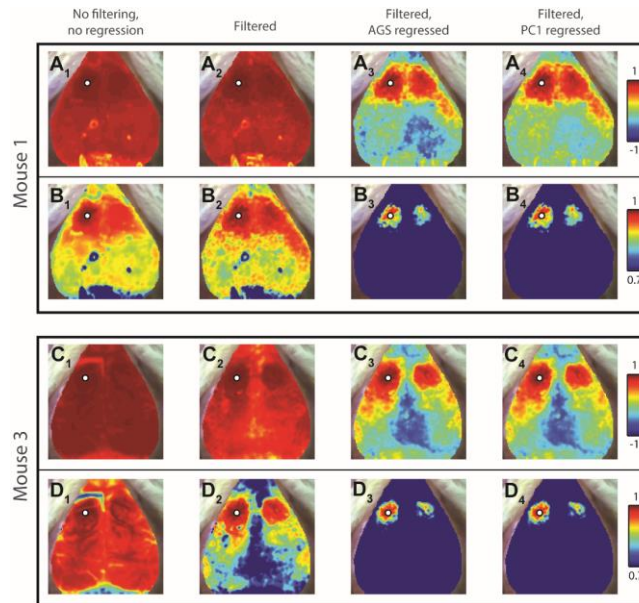 No filtering,
no regression
Filtered
Filtered,
AGS regressed
Filtered,
PC1 regressed
Mouse 1
A1
A2
A3
A4
1
-1
B1
B2
B3
B4
1
0.7
Mouse 3
C1
C2
C3
C4
1
-1
D1
D2
D3
D4
1